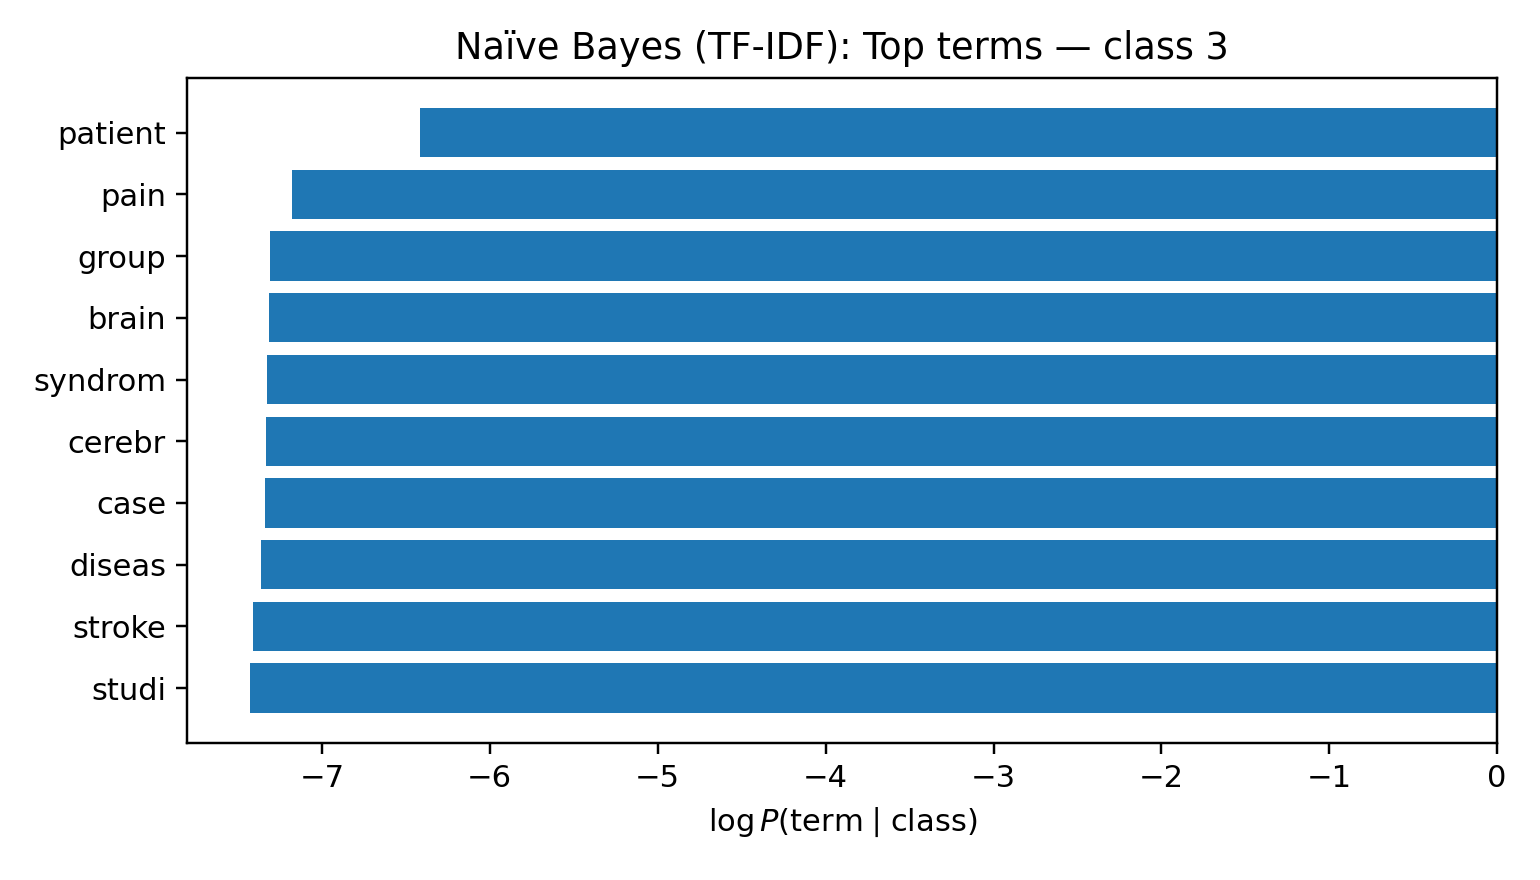 Naïve Bayes (TF-IDF): Top terms — class 3
patient
pain
group
brain
syndrom
cerebr
case
diseas
stroke
studi
−7 −6 −5 −4 −3 −2 −1 0
log P(term | class)